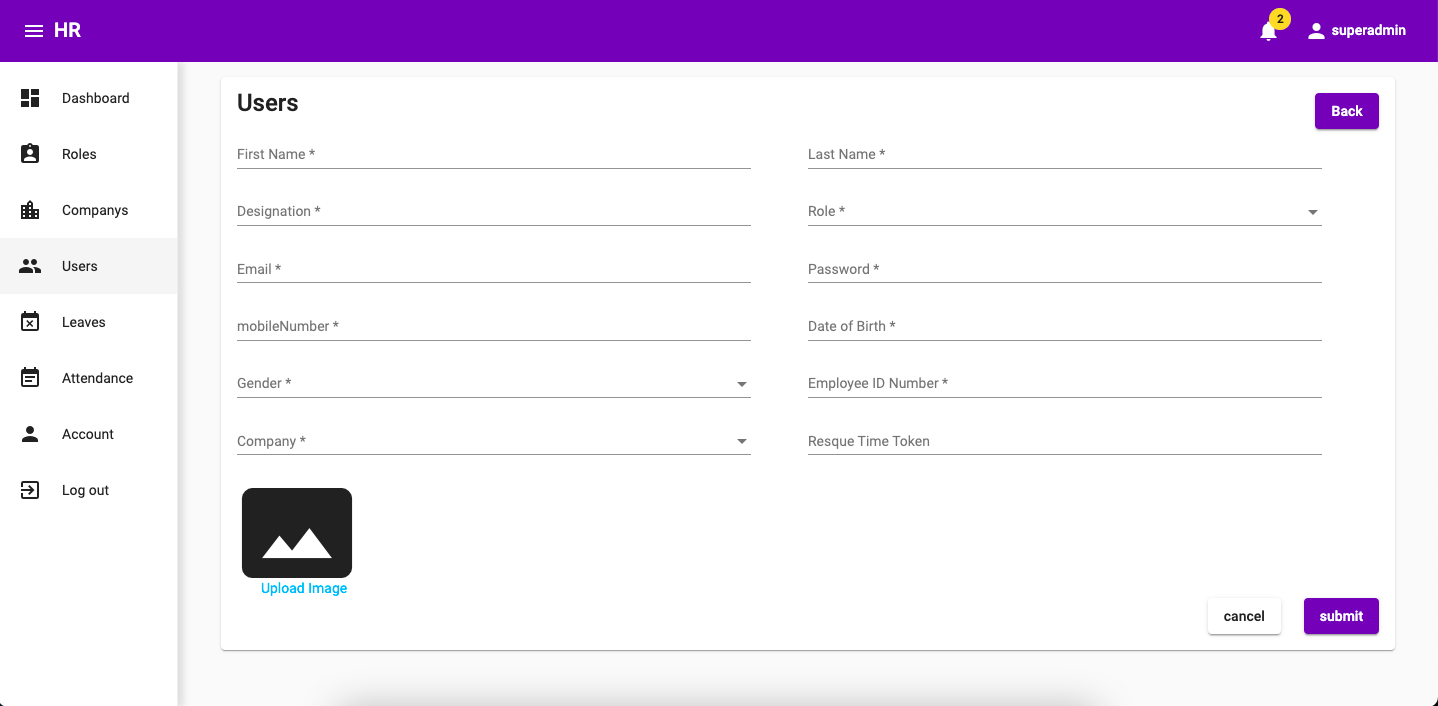 HR
2
superadmin
Dashboard
Roles
Companys
Users
Leaves
Attendance
Account
Log out
Users
Back
First Name *
Last Name *
Designation *
Role *
Email *
Password *
mobileNumber *
Date of Birth *
Gender *
Employee ID Number *
Company *
Resque Time Token
Upload Image
cancel
submit